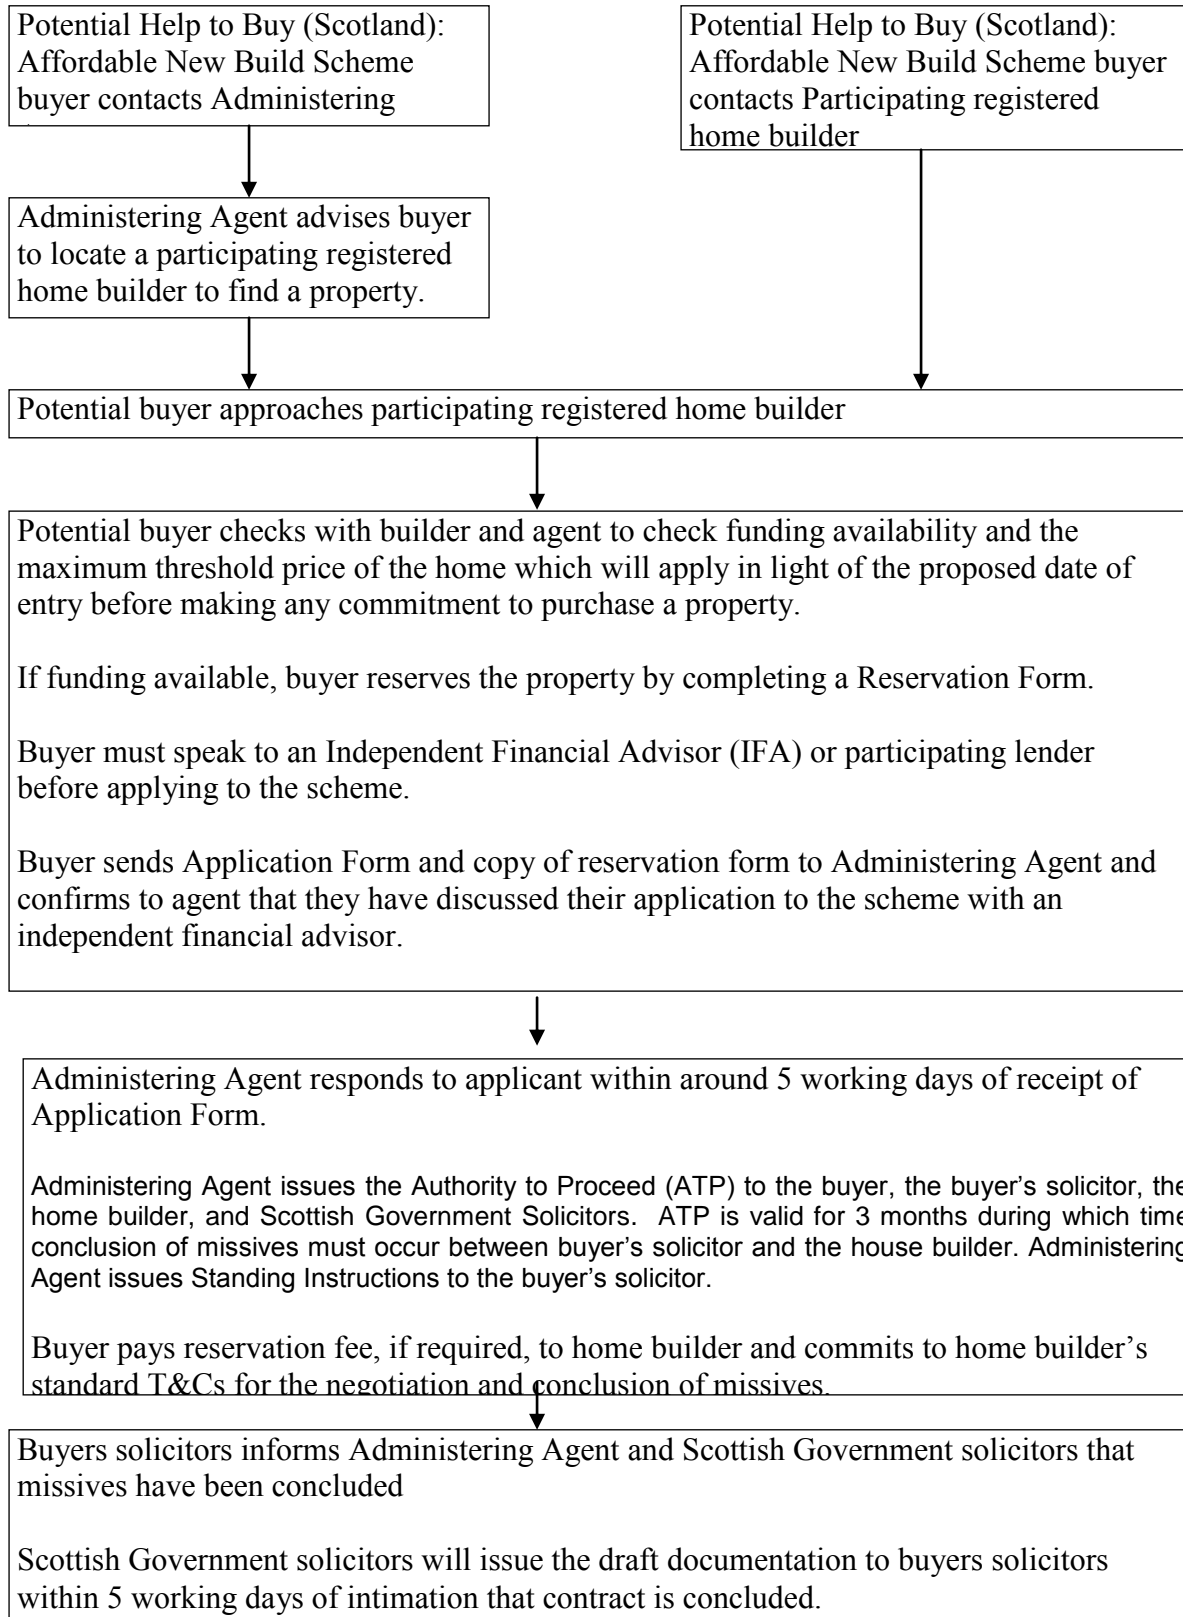 Potential Help to Buy (Scotland):
Affordable New Build Scheme
buyer contacts Administering
Potential Help to Buy (Scotland):
Affordable New Build Scheme buyer
contacts Participating registered
home builder
Administering Agent advises buyer
to locate a participating registered
home builder to find a property.
Potential buyer approaches participating registered home builder
Potential buyer checks with builder and agent to check funding availability and the
maximum threshold price of the home which will apply in light of the proposed date of
entry before making any commitment to purchase a property.
If funding available, buyer reserves the property by completing a Reservation Form.
Buyer must speak to an Independent Financial Advisor (IFA) or participating lender
before applying to the scheme.
Buyer sends Application Form and copy of reservation form to Administering Agent and
confirms to agent that they have discussed their application to the scheme with an
independent financial advisor.
Administering Agent responds to applicant within around 5 working days of receipt of
Application Form.
Administering Agent issues the Authority to Proceed (ATP) to the buyer, the buyer's solicitor, the
home builder, and Scottish Government Solicitors.  ATP is valid for 3 months during which time
conclusion of missives must occur between buyer's solicitor and the house builder. Administering
Agent issues Standing Instructions to the buyer's solicitor.
Buyer pays reservation fee, if required, to home builder and commits to home builder's
standard T&Cs for the negotiation and conclusion of missives.
Buyers solicitors informs Administering Agent and Scottish Government solicitors that
missives have been concluded
Scottish Government solicitors will issue the draft documentation to buyers solicitors
within 5 working days of intimation that contract is concluded.